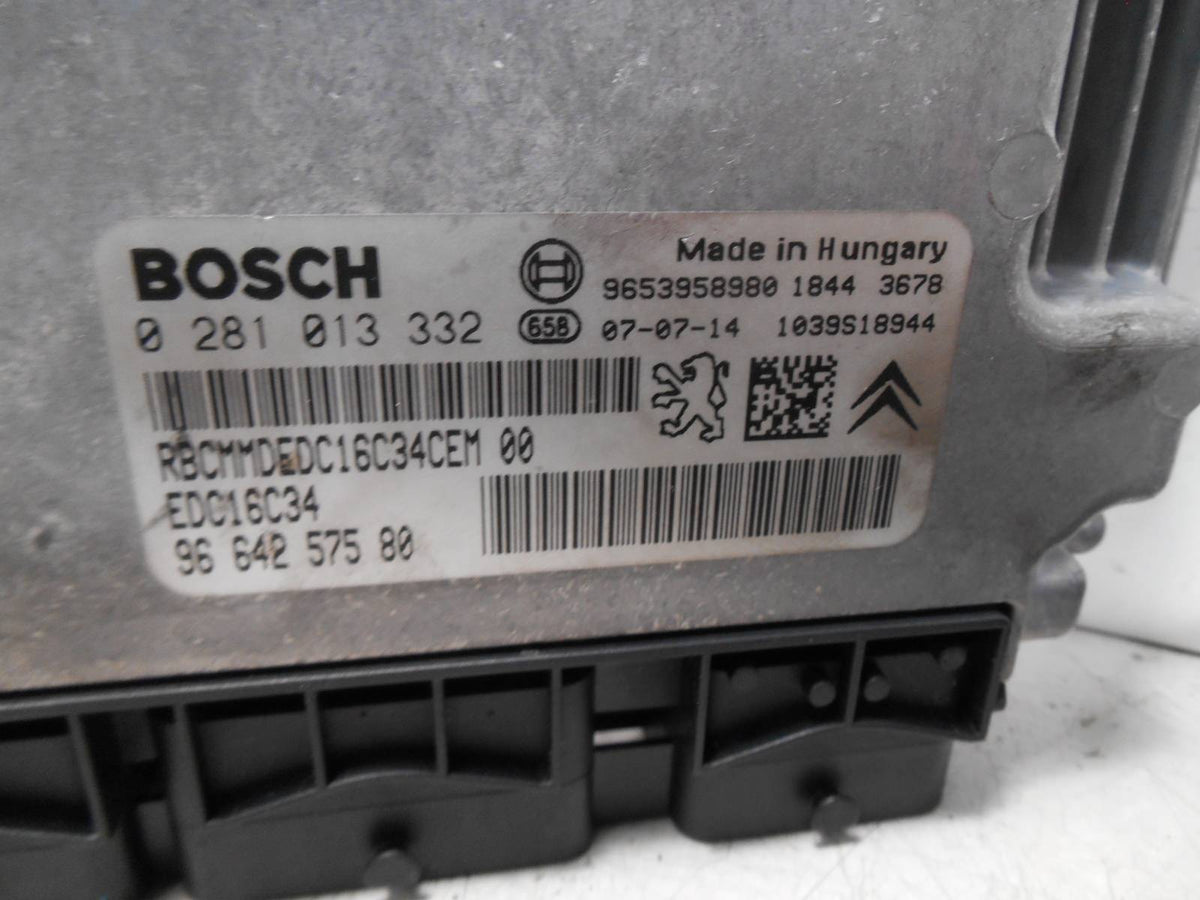 BOSCH
Made in Hungary
9653958980 1844 3678
0 281 013 332
658 07-07-14 1039S18944
RBCMMDEDC16C34CEM 00
EDC16C34
96 642 575 80